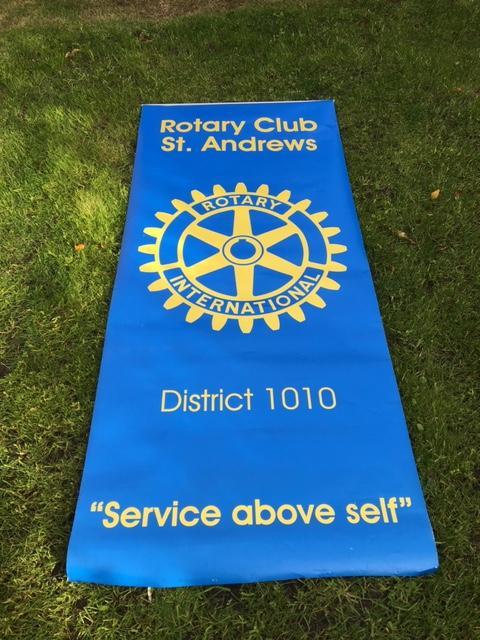 Rotary Club
St. Andrews
ROTARY
INTERNATIONAL
District 1010
“Service above self”